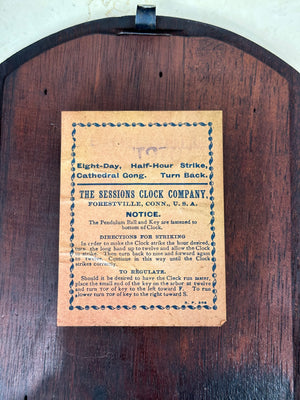 Eight-Day, Half-Hour Strike,
Cathedral Gong. Turn Back.
THE SESSIONS CLOCK COMPANY,
FORESTVILLE, CONN., U. S. A.
NOTICE.
The Pendulum Ball and Key are fastened to
bottom of Clock.
DIRECTIONS FOR STRIKING
In order to make the Clock strike the hour desired,
turn the long hand up to twelve and allow the Clock
to strike. Then turn back to nine and forward again
to twelve. Continue in this way until the Clock
strikes correctly.
TO REGULATE.
Should it be desired to have the Clock run faster,
place the small end of the key on the arbor at twelve
and turn TOP of key to the left toward F. To run
slower turn TOP of key to the right toward S.